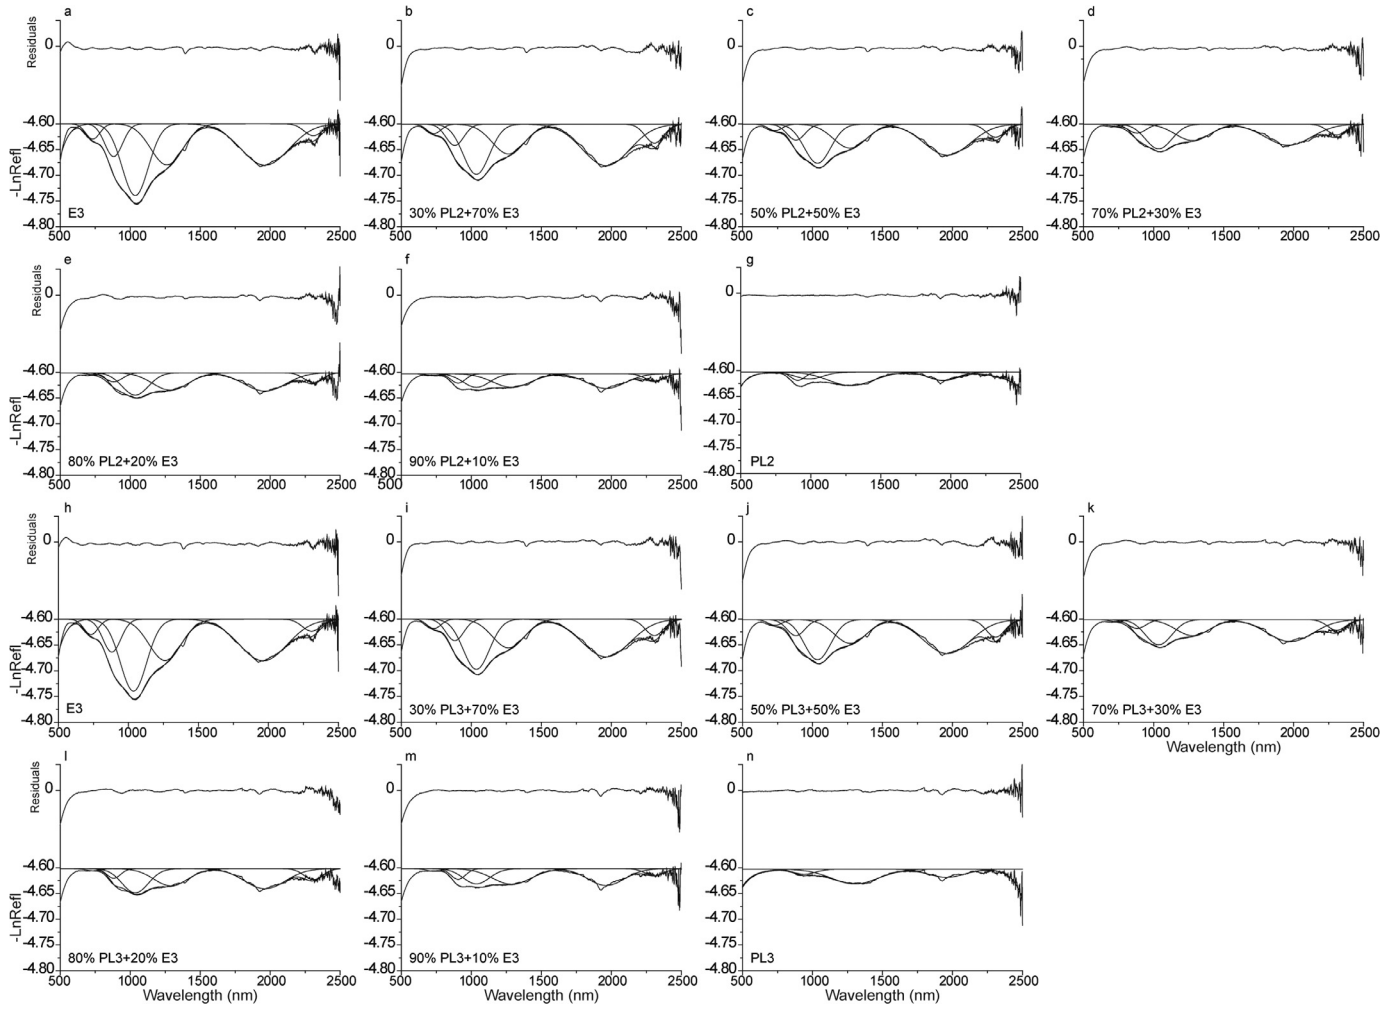 a b c d
Residuals 0 0 0 0
-LnRefl
-4.60 -4.60 -4.60 -4.60
-4.65 -4.65 -4.65 -4.65
-4.70 -4.70 -4.70 -4.70
-4.75 -4.75 -4.75 -4.75
E3 30% PL2+70% E3 50% PL2+50% E3 70% PL2+30% E3
-4.80 -4.80 -4.80 -4.80
500 1000 1500 2000 2500 500 1000 1500 2000 2500 500 1000 1500 2000 2500 500 1000 1500 2000 2500
e f g
Residuals 0 0 0
-LnRefl
-4.60 -4.60 -4.60
-4.65 -4.65 -4.65
-4.70 -4.70 -4.70
-4.75 -4.75 -4.75
80% PL2+20% E3 90% PL2+10% E3 PL2
-4.80 -4.80 -4.80
500 1000 1500 2000 2500 500 1000 1500 2000 2500 500 1000 1500 2000 2500
h i j k
Residuals 0 0 0 0
-LnRefl
-4.60 -4.60 -4.60 -4.60
-4.65 -4.65 -4.65 -4.65
-4.70 -4.70 -4.70 -4.70
-4.75 -4.75 -4.75 -4.75
E3 30% PL3+70% E3 50% PL3+50% E3 70% PL3+30% E3
-4.80 -4.80 -4.80 -4.80
500 1000 1500 2000 2500 500 1000 1500 2000 2500 500 1000 1500 2000 2500 500 1000 1500 2000 2500
Wavelength (nm)
l m n
Residuals 0 0 0
-LnRefl
-4.60 -4.60 -4.60
-4.65 -4.65 -4.65
-4.70 -4.70 -4.70
-4.75 -4.75 -4.75
80% PL3+20% E3 90% PL3+10% E3 PL3
-4.80 -4.80 -4.80
500 1000 1500 2000 2500 500 1000 1500 2000 2500 500 1000 1500 2000 2500
Wavelength (nm) Wavelength (nm) Wavelength (nm)